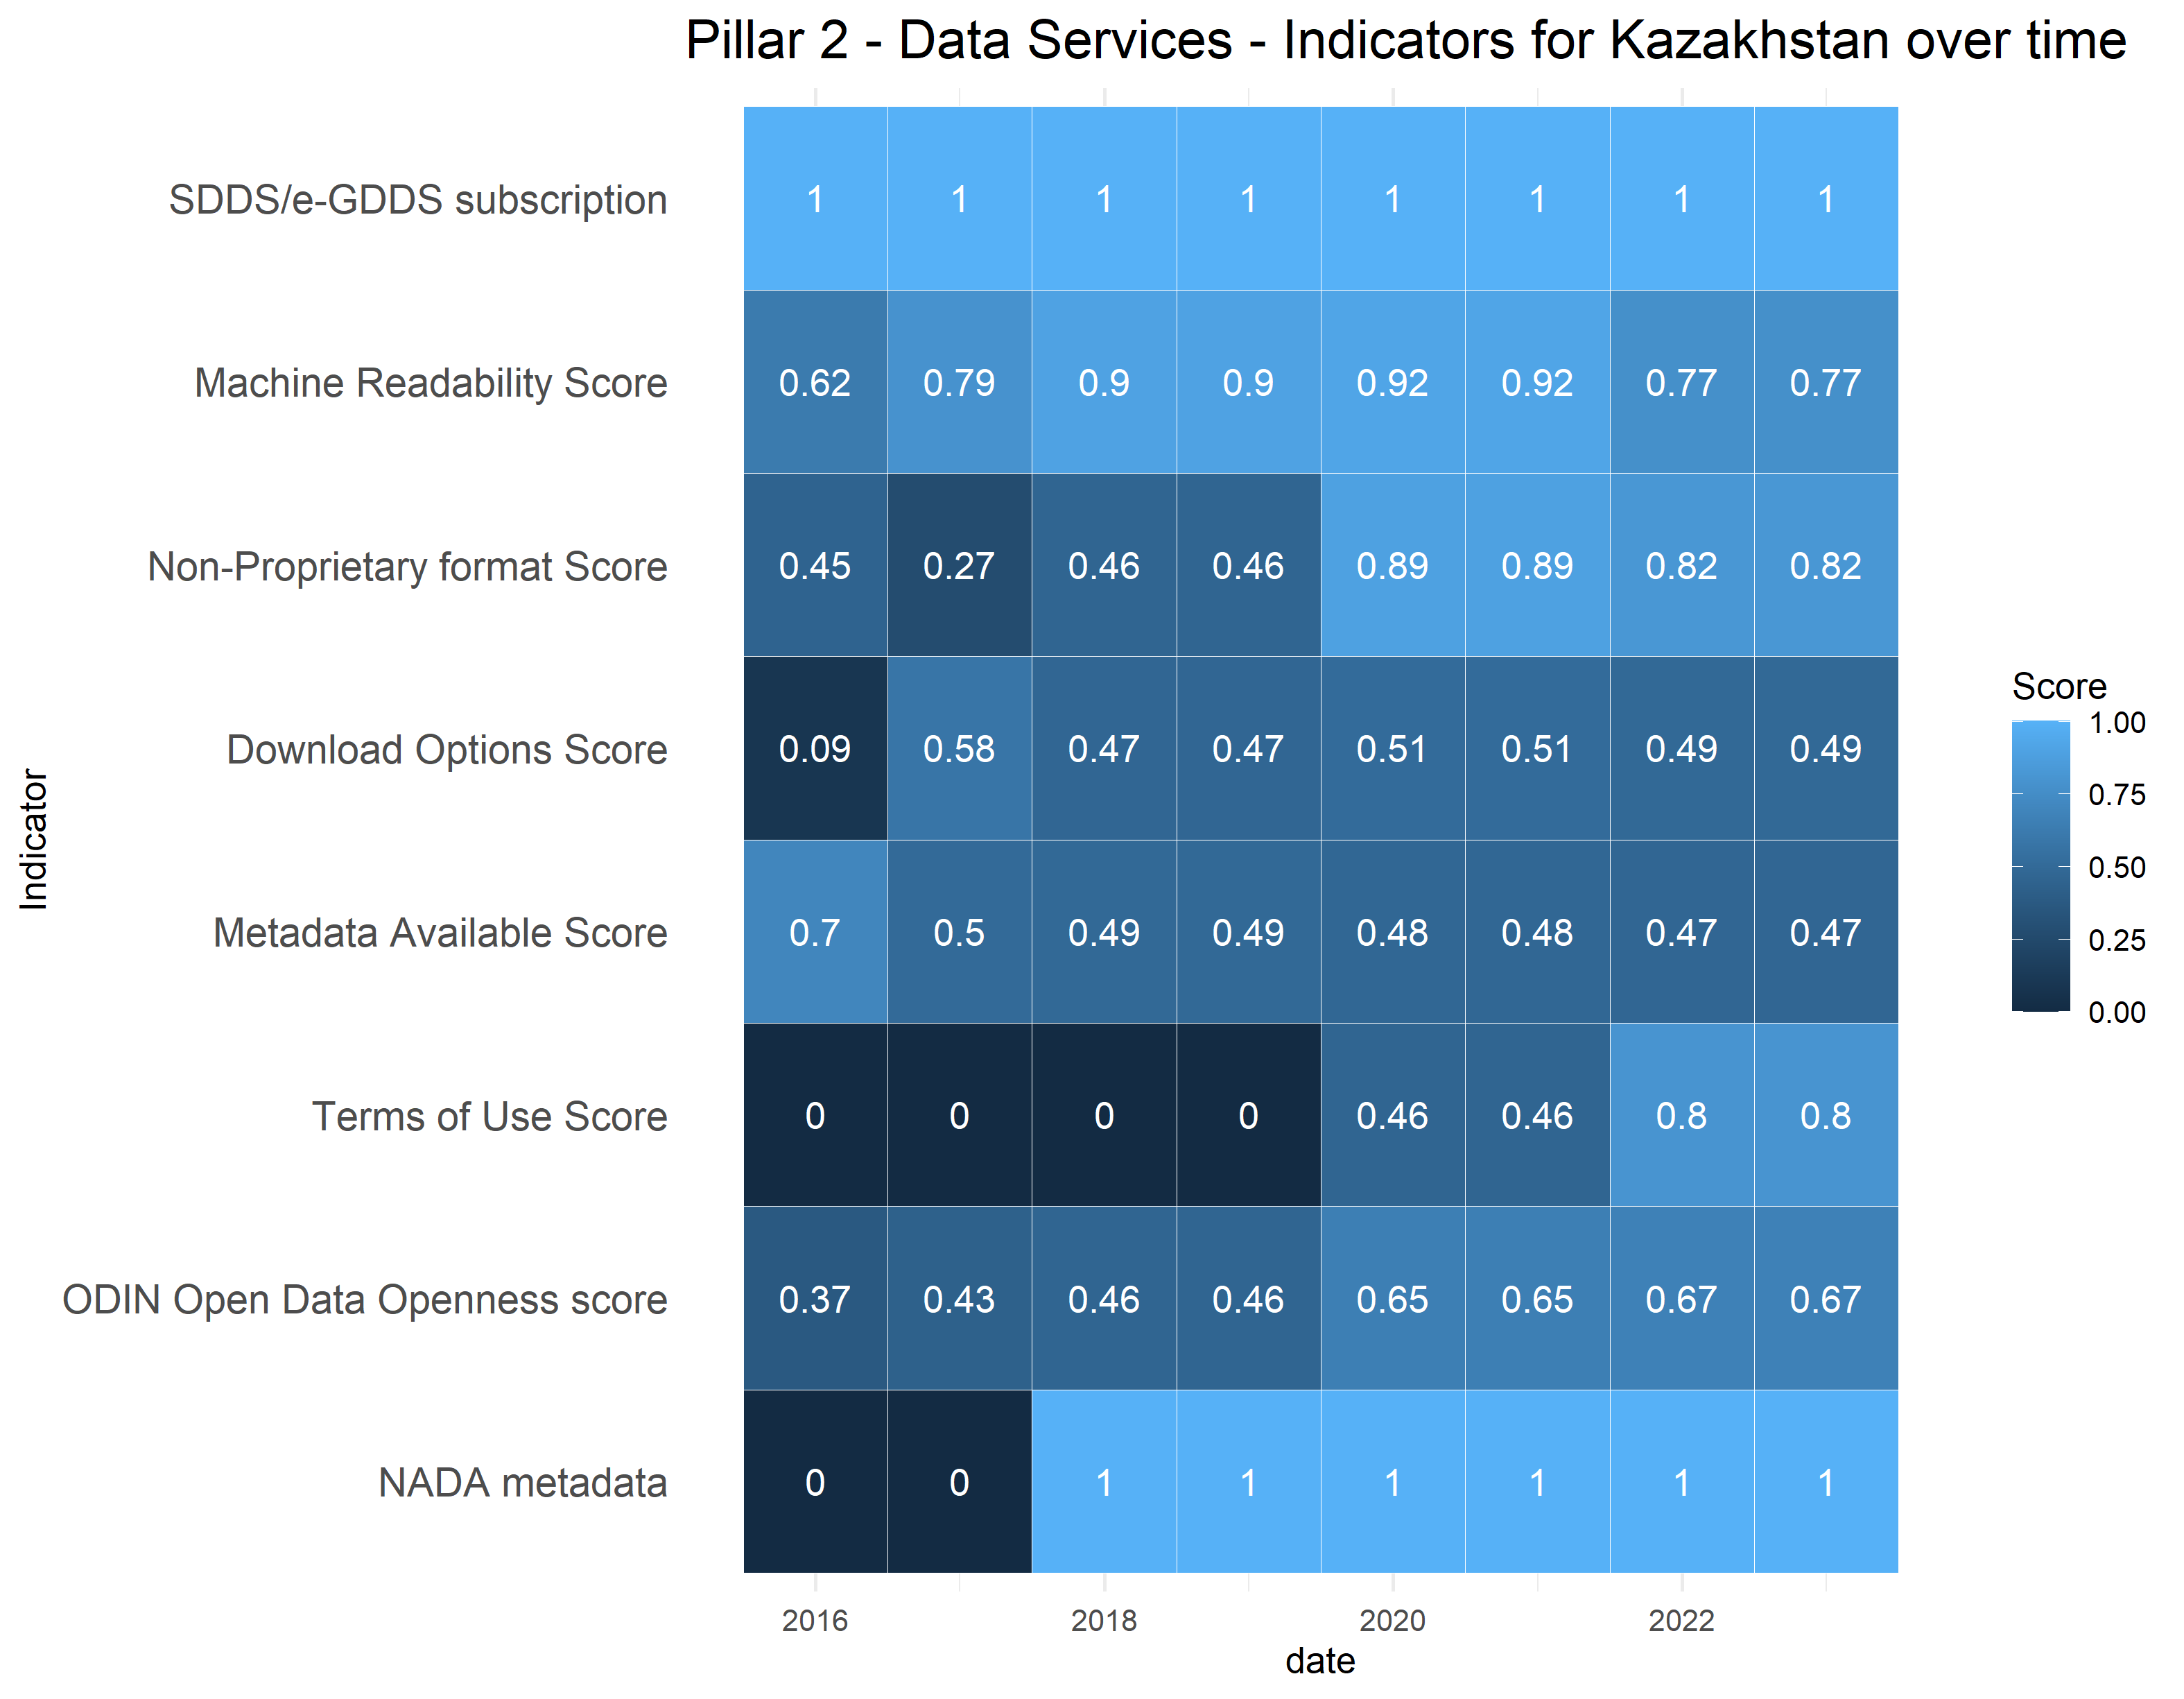 Pillar 2 - Data Services - Indicators for Kazakhstan over time
SDDS/e-GDDS subscription 1 1 1 1 1 1 1 1
Machine Readability Score 0.62 0.79 0.9 0.9 0.92 0.92 0.77 0.77
Non-Proprietary format Score 0.45 0.27 0.46 0.46 0.89 0.89 0.82 0.82
Download Options Score 0.09 0.58 0.47 0.47 0.51 0.51 0.49 0.49
Metadata Available Score 0.7 0.5 0.49 0.49 0.48 0.48 0.47 0.47
Terms of Use Score 0 0 0 0 0.46 0.46 0.8 0.8
ODIN Open Data Openness score 0.37 0.43 0.46 0.46 0.65 0.65 0.67 0.67
NADA metadata 0 0 1 1 1 1 1 1
2016 2018 2020 2022
date
Indicator
Score
1.00
0.75
0.50
0.25
0.00